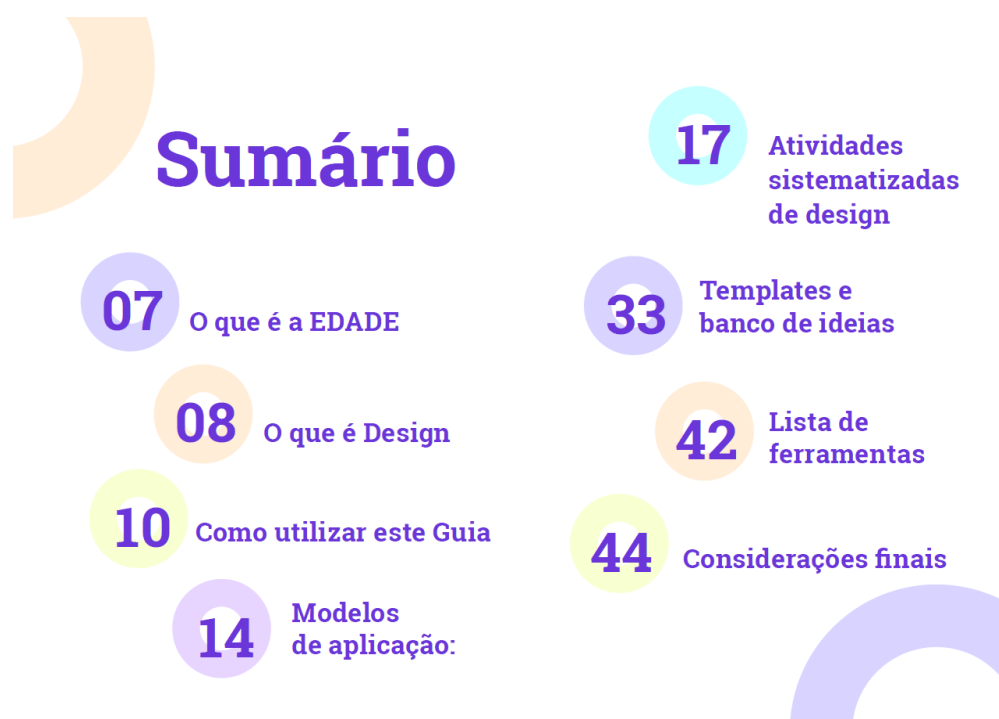 Sumário
07
O que é a EDADE
08
O que é Design
10
Como utilizar este Guia
14
Modelos
de aplicação:
17
Atividades
sistematizadas
de design
33
Templates e
banco de ideias
42
Lista de
ferramentas
44
Considerações finais